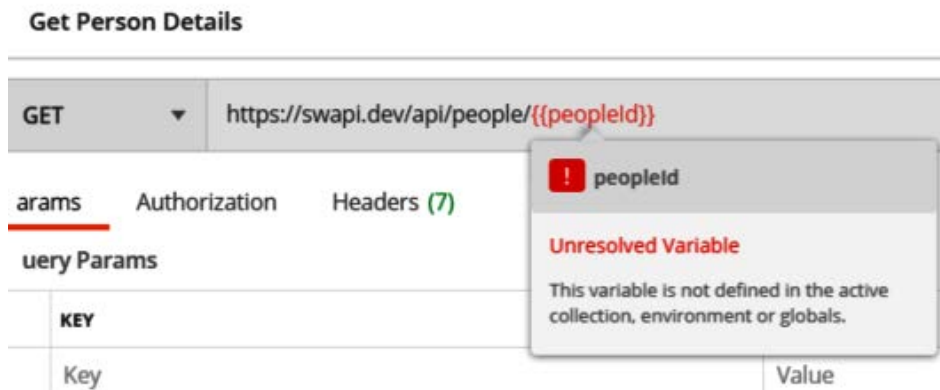 Get Person Details
GET
https://swapi.dev/api/people/{{peopleId}}
! peopleId
arams Authorization Headers (7)
Unresolved Variable
uery Params
This variable is not defined in the active
collection, environment or globals.
KEY
Key Value